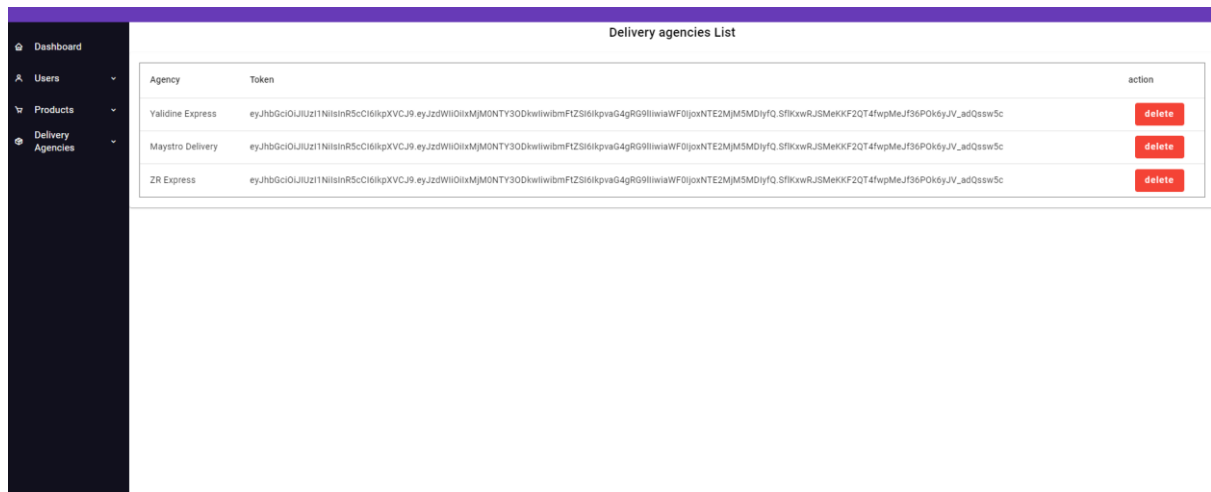 Delivery agencies List
Dashboard
Users
Products
Delivery
Agencies
Agency Token action
Yalidine Express eyJhbGciOiJIUzI1NiIsInR5cCI6IkpXVCJ9.eyJzdWIiOiIxMjM0NTY3ODkwIiwibmFtZSI6IkpvaG4gRG9lIiwiaWF0IjoxNTE2MjM5MDIyfQ.SflKxwRJSMeKKF2QT4fwpMeJf36POk6yJV_adQssw5c delete
Maystro Delivery eyJhbGciOiJIUzI1NiIsInR5cCI6IkpXVCJ9.eyJzdWIiOiIxMjM0NTY3ODkwIiwibmFtZSI6IkpvaG4gRG9lIiwiaWF0IjoxNTE2MjM5MDIyfQ.SflKxwRJSMeKKF2QT4fwpMeJf36POk6yJV_adQssw5c delete
ZR Express eyJhbGciOiJIUzI1NiIsInR5cCI6IkpXVCJ9.eyJzdWIiOiIxMjM0NTY3ODkwIiwibmFtZSI6IkpvaG4gRG9lIiwiaWF0IjoxNTE2MjM5MDIyfQ.SflKxwRJSMeKKF2QT4fwpMeJf36POk6yJV_adQssw5c delete